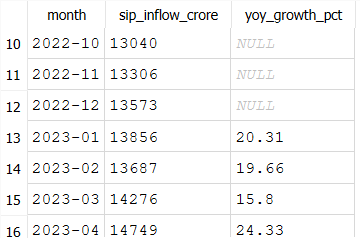 month sip_inflow_crore yoy_growth_pct
10 2022-10 13040 NULL
11 2022-11 13306 NULL
12 2022-12 13573 NULL
13 2023-01 13856 20.31
14 2023-02 13687 19.66
15 2023-03 14276 15.8
16 2023-04 14749 24.33